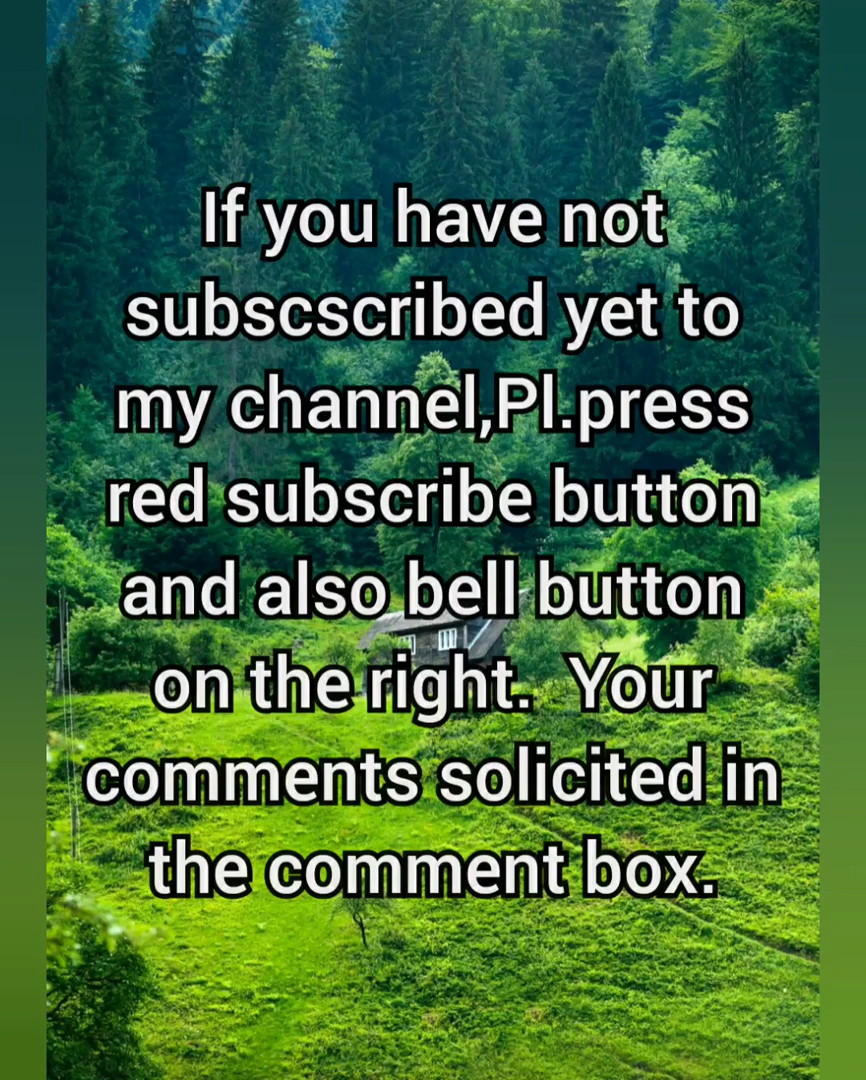 If you have not
subscscribed yet to
my channel,Pl.press
red subscribe button
and also bell button
on the right.  Your
comments solicited in
the comment box.